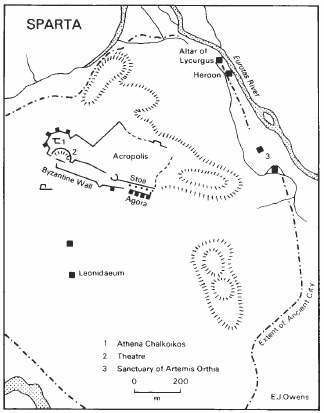 SPARTA
Altar of
Lycurgus
Heroon
Eurotas River
1
2
Acropolis
3
Byzantine Wall
Stoa
Agora
Leonidaeum
Extent of Ancient City
1 Athena Chalkoikos
2 Theatre
3 Sanctuary of Artemis Orthia
0 200
m
E.J.Owens